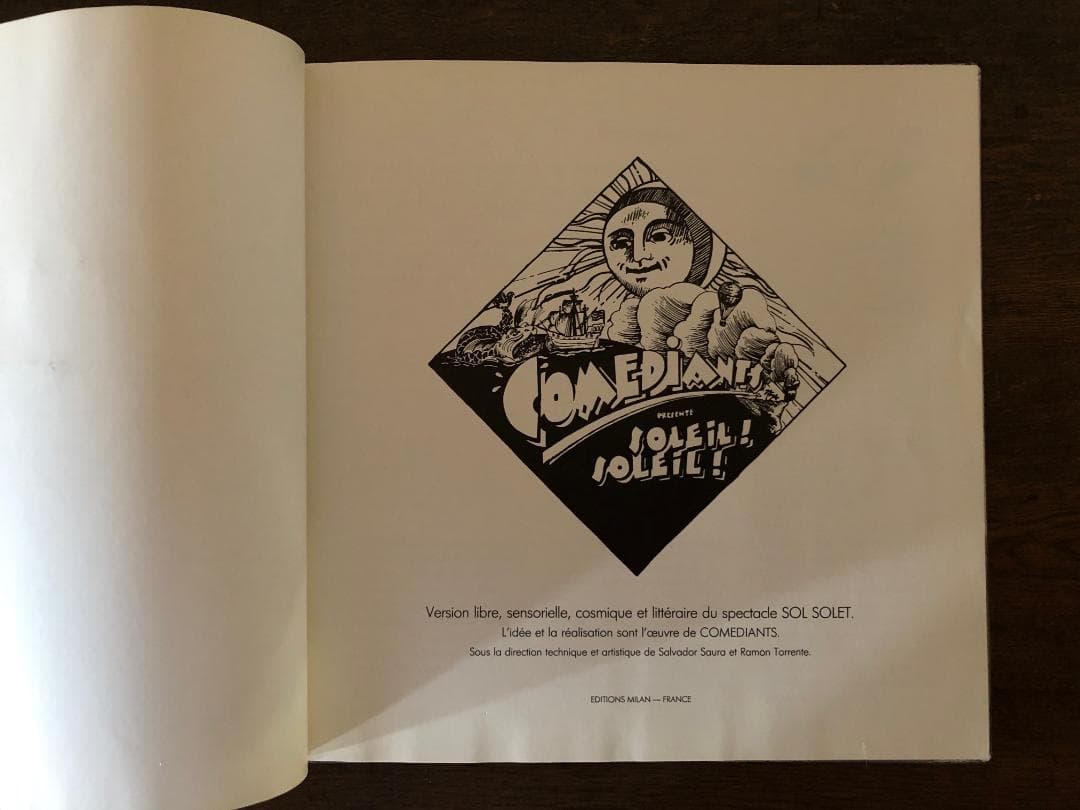 COMEDIANTS
PRESENTE
SOLEIL!
SOLEIL!
Version libre, sensorielle, cosmique et littéraire du spectacle SOL SOLET.
L'idée et la réalisation sont l'œuvre de COMEDIANTS.
Sous la direction technique et artistique de Salvador Saura et Ramon Torrente.
EDITIONS MILAN — FRANCE